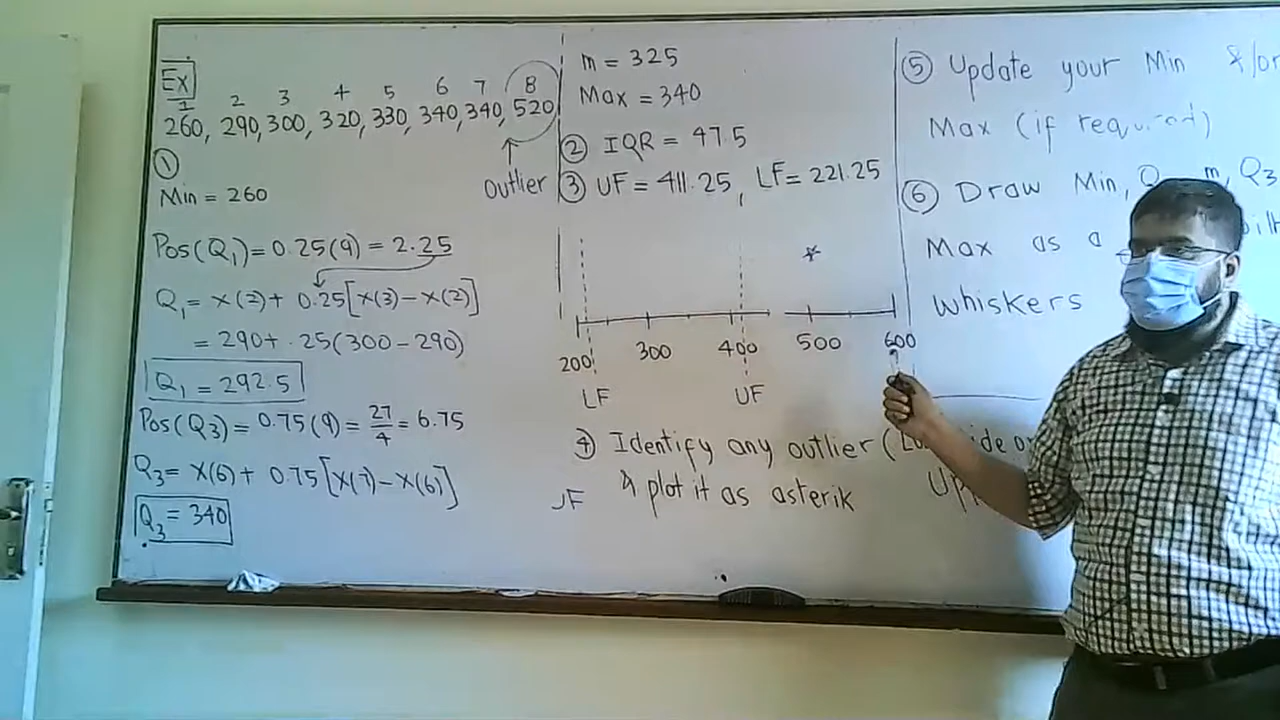 Ex
1 2 3 4 5 6 7 8
260, 290, 300, 320, 330, 340, 340, 520
outlier
①
Min = 260
Pos(Q₁) = 0.25(9) = 2.25
Q₁ = x(2) + 0.25[x(3) - x(2)]
= 290 + .25(300 - 290)
Q₁ = 292.5
Pos(Q₃) = 0.75(9) = 27/4 = 6.75
Q₃ = x(6) + 0.75[x(7) - x(6)]
Q₃ = 340
m = 325
Max = 340
② IQR = 47.5
③ UF = 411.25, LF = 221.25
*
200 300 400 500 600
LF UF
④ Identify any outlier (
& plot it as asterik
UF
⑤ Update your Min &/or
Max (if required)
⑥ Draw Min, m, Q₃
Max as a
whiskers